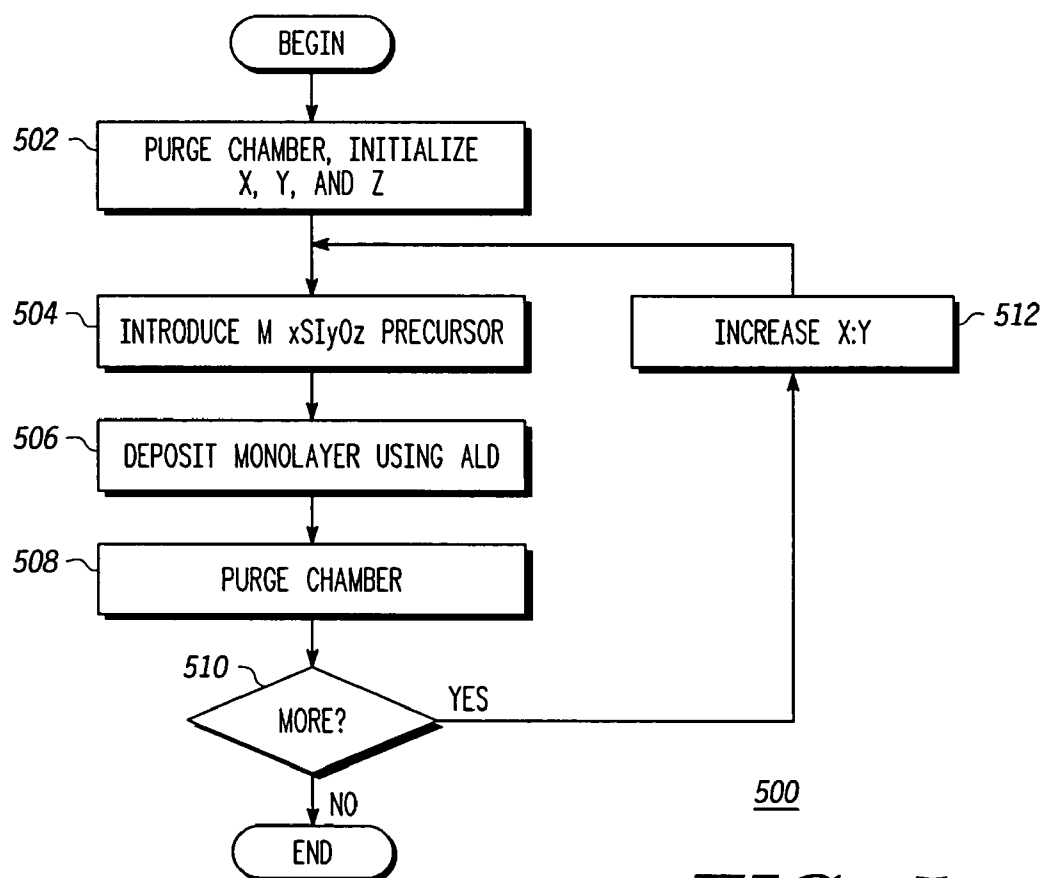 BEGIN
502
PURGE CHAMBER, INITIALIZE
X, Y, AND Z
504
INTRODUCE M xSIyOz PRECURSOR
512
INCREASE X:Y
506
DEPOSIT MONOLAYER USING ALD
508
PURGE CHAMBER
510
MORE?
YES
NO
500
END